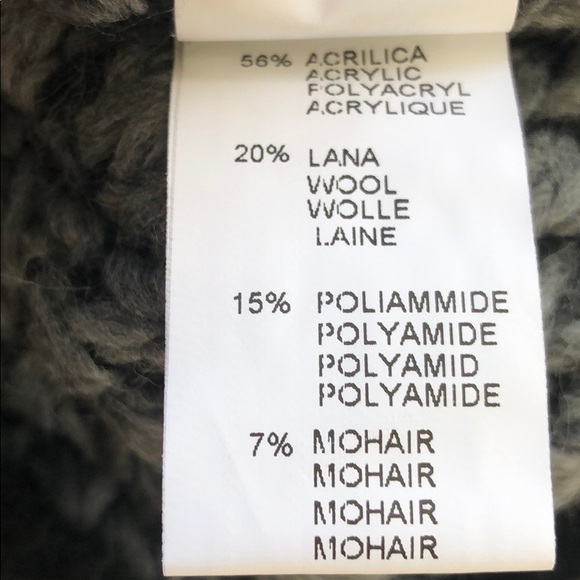 56% ACRILICA
ACRYLIC
POLYACRYL
ACRYLIQUE
20% LANA
WOOL
WOLLE
LAINE
15% POLIAMMIDE
POLYAMIDE
POLYAMID
POLYAMIDE
7% MOHAIR
MOHAIR
MOHAIR
MOHAIR